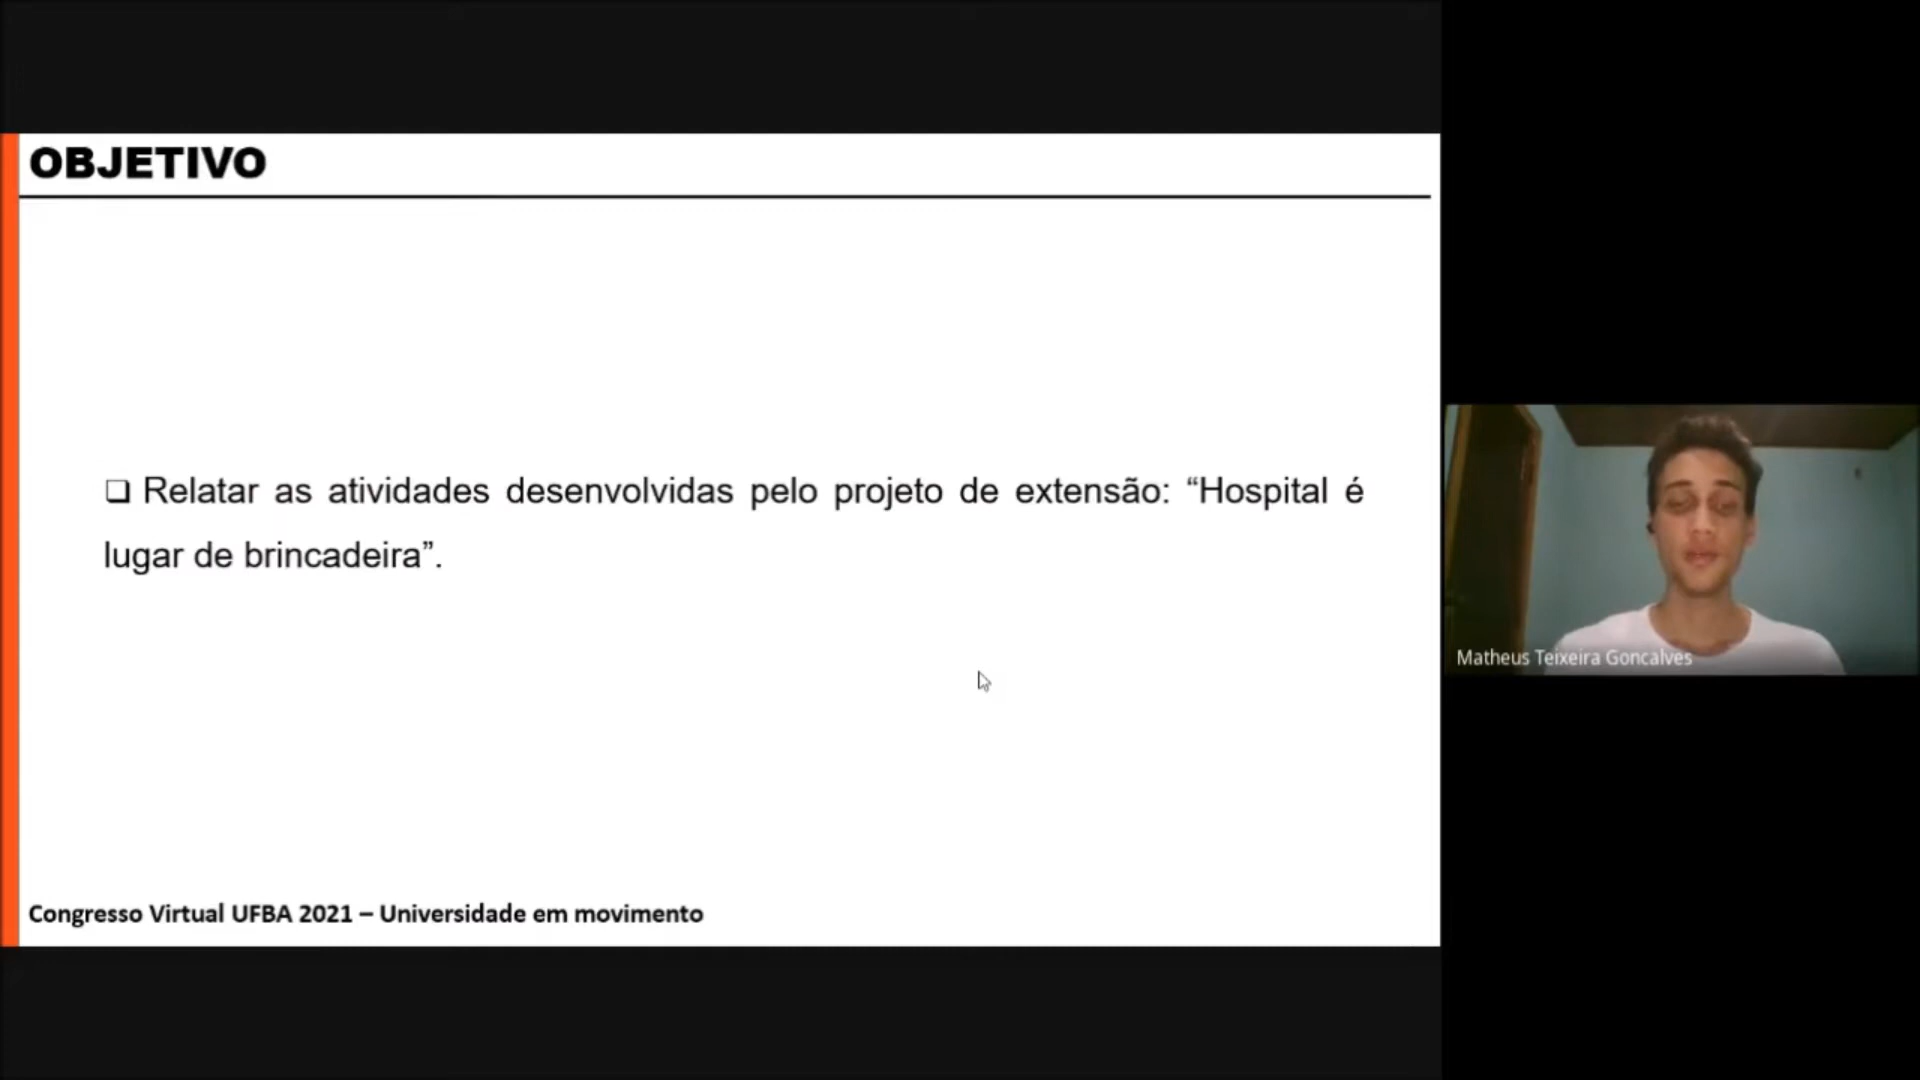 OBJETIVO
❑ Relatar as atividades desenvolvidas pelo projeto de extensão: “Hospital é
lugar de brincadeira”.
Matheus Teixeira Goncalves
Congresso Virtual UFBA 2021 – Universidade em movimento